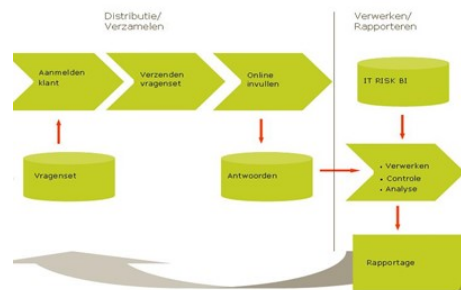 Distributie/
Verzamelen
Verwerken/
Rapporteren
Aanmelden
klant
Verzenden
vragenset
Online
invullen
IT RISK BI
Vragenset
Antwoorden
• Verwerken
• Controle
• Analyse
Rapportage